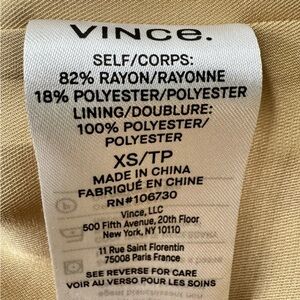 VINCE.
SELF/CORPS:
82% RAYON/RAYONNE
18% POLYESTER/POLYESTER
LINING/DOUBLURE:
100% POLYESTER/
POLYESTER
XS/TP
MADE IN CHINA
FABRIQUÉ EN CHINE
RN#106730
Vince, LLC
500 Fifth Avenue, 20th Floor
New York, NY 10110
11 Rue Saint Florentin
75008 Paris France
SEE REVERSE FOR CARE
VOIR AU VERSO POUR LES SOINS